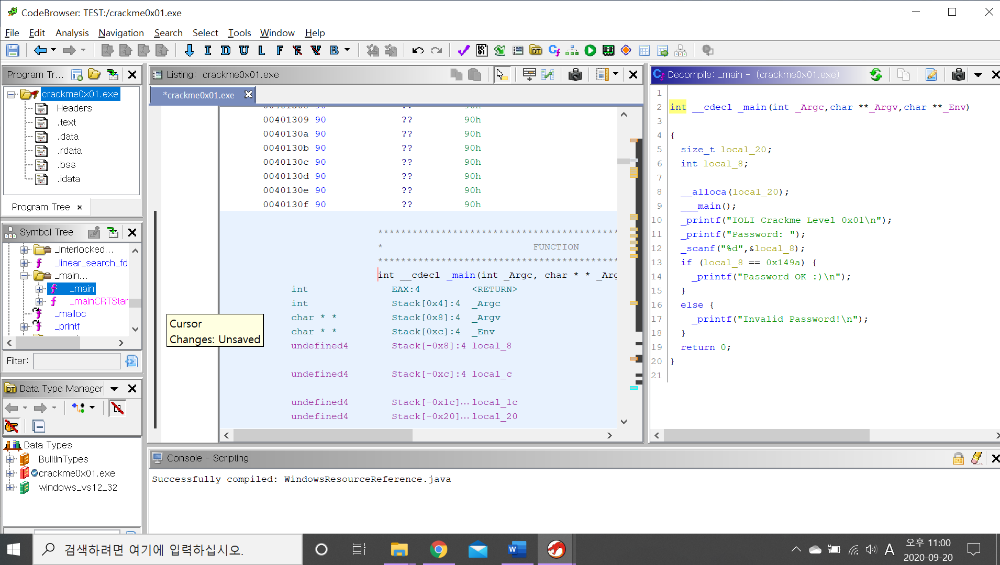 CodeBrowser: TEST:/crackme0x01.exe
File Edit Analysis Navigation Search Select Tools Window Help
I D U L F B
Program Tr...
crackme0x01.exe
Headers
.text
.data
.rdata
.bss
.idata
Program Tree
Symbol Tree
_Interlocked...
_linear_search_fd
_main...
_main
_mainCRTStar
_malloc
_printf
Filter:
Data Type Manager
Data Types
BuiltInTypes
crackme0x01.exe
windows_vs12_32
Listing: crackme0x01.exe
*crackme0x01.exe
00401309 90 ?? 90h
0040130a 90 ?? 90h
0040130b 90 ?? 90h
0040130c 90 ?? 90h
0040130d 90 ?? 90h
0040130e 90 ?? 90h
0040130f 90 ?? 90h
******************************************
* FUNCTION
******************************************
int __cdecl _main(int _Argc, char * * _Arg
int EAX:4 <RETURN>
int Stack[0x4]:4 _Argc
char * * Stack[0x8]:4 _Argv
char * * Stack[0xc]:4 _Env
undefined4 Stack[-0x8]:4 local_8
undefined4 Stack[-0xc]:4 local_c
undefined4 Stack[-0x1c]... local_1c
undefined4 Stack[-0x20]... local_20
Cursor
Changes: Unsaved
Decompile: _main - (crackme0x01.exe)
1
2 int __cdecl _main(int _Argc,char **_Argv,char **_Env)
3
4 {
5 size_t local_20;
6 int local_8;
7
8 __alloca(local_20);
9 ___main();
10 _printf("IOLI Crackme Level 0x01\n");
11 _printf("Password: ");
12 _scanf("%d",&local_8);
13 if (local_8 == 0x149a) {
14 _printf("Password OK :)\n");
15 }
16 else {
17 _printf("Invalid Password!\n");
18 }
19 return 0;
20 }
21
Console - Scripting
Successfully compiled: WindowsResourceReference.java
검색하려면 여기에 입력하십시오.
A
오후 11:00
2020-09-20